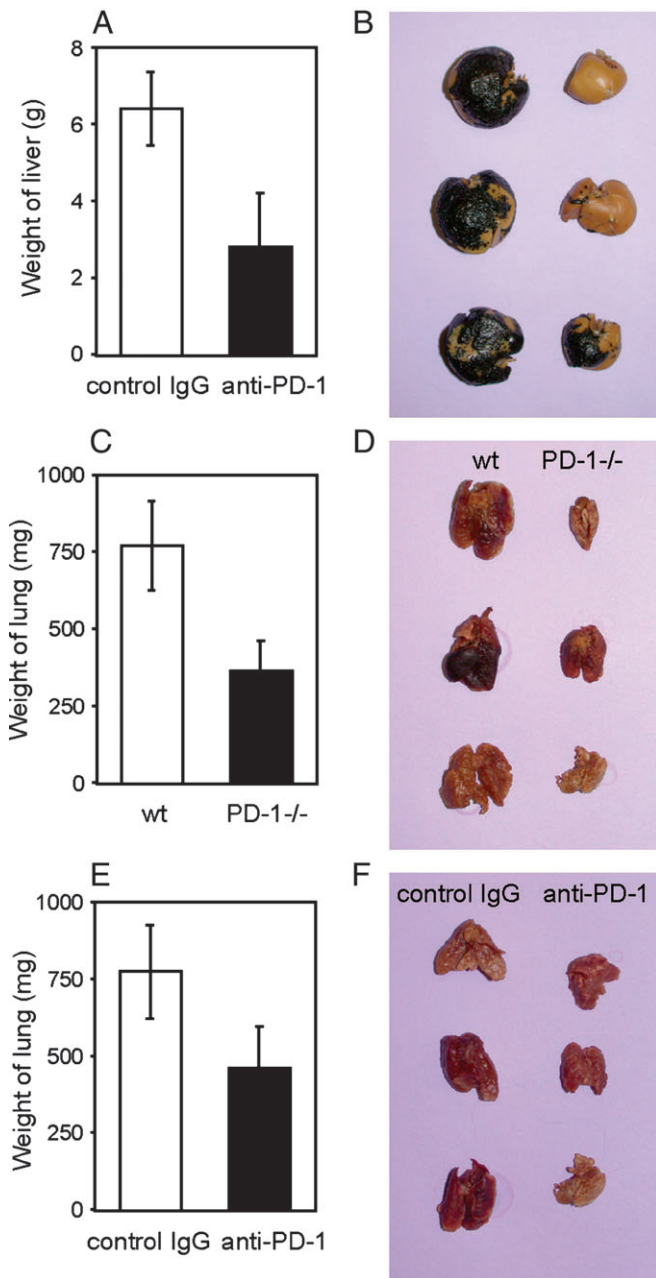 A
Weight of liver (g)
8
6
4
2
0
control IgG anti-PD-1
B
C
Weight of lung (mg)
1000
750
500
250
0
wt PD-1-/-
D
wt PD-1-/-
E
Weight of lung (mg)
1000
750
500
250
0
control IgG anti-PD-1
F
control IgG anti-PD-1